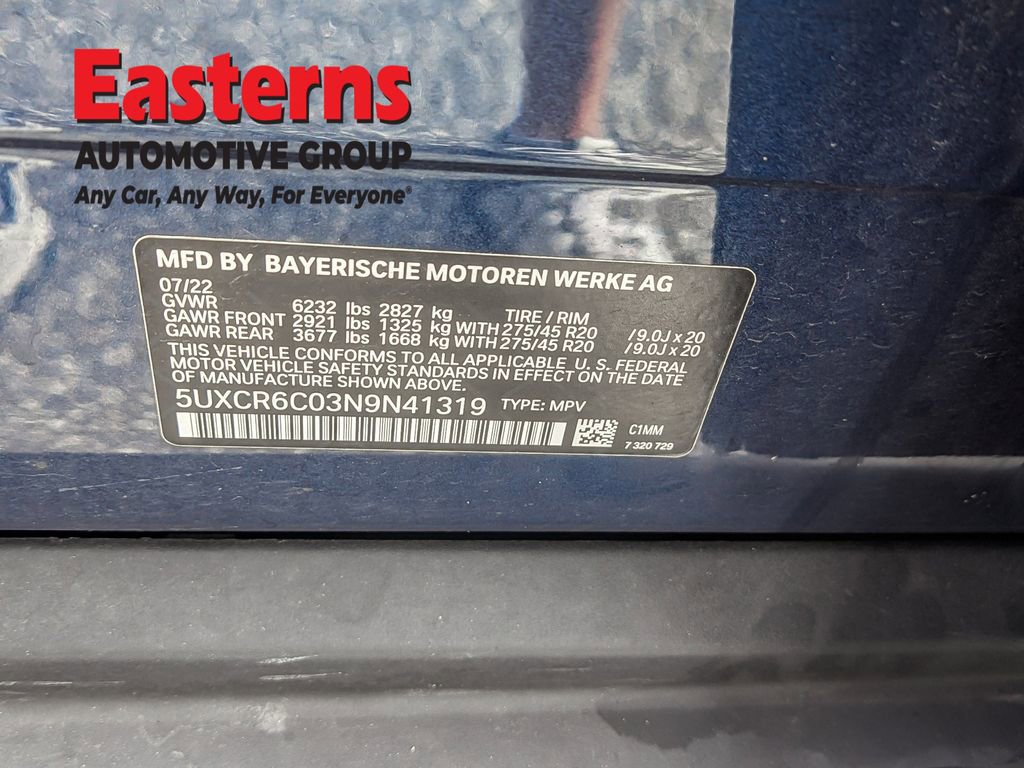 Easterns
AUTOMOTIVE GROUP
Any Car, Any Way, For Everyone®
MFD BY BAYERISCHE MOTOREN WERKE AG
07/22
GVWR 6232 lbs 2827 kg TIRE / RIM
GAWR FRONT 2921 lbs 1325 kg WITH 275/45 R20 /9.0J x 20
GAWR REAR 3677 lbs 1668 kg WITH 275/45 R20 /9.0J x 20
THIS VEHICLE CONFORMS TO ALL APPLICABLE U. S. FEDERAL
MOTOR VEHICLE SAFETY STANDARDS IN EFFECT ON THE DATE
OF MANUFACTURE SHOWN ABOVE.
5UXCR6C03N9N41319 TYPE: MPV
C1MM
7 320 729